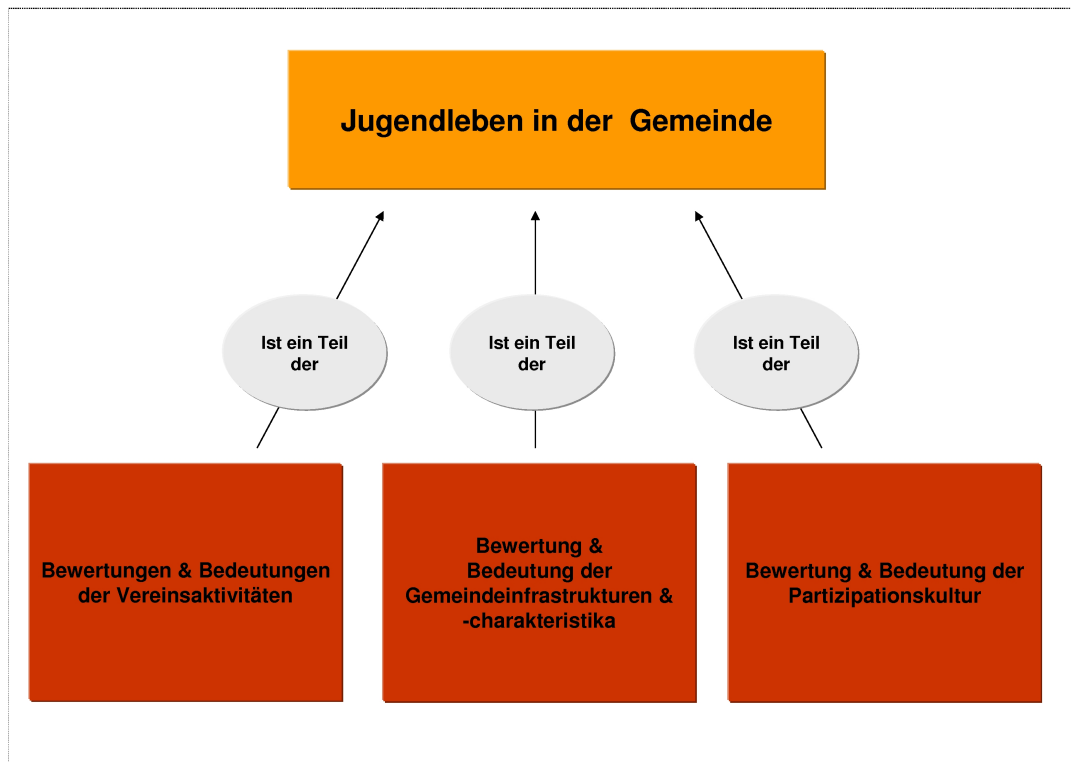 Jugendleben in der  Gemeinde
Ist ein Teil
der
Ist ein Teil
der
Ist ein Teil
der
Bewertungen & Bedeutungen
der Vereinsaktivitäten
Bewertung &
Bedeutung der
Gemeindeinfrastrukturen &
-charakteristika
Bewertung & Bedeutung der
Partizipationskultur